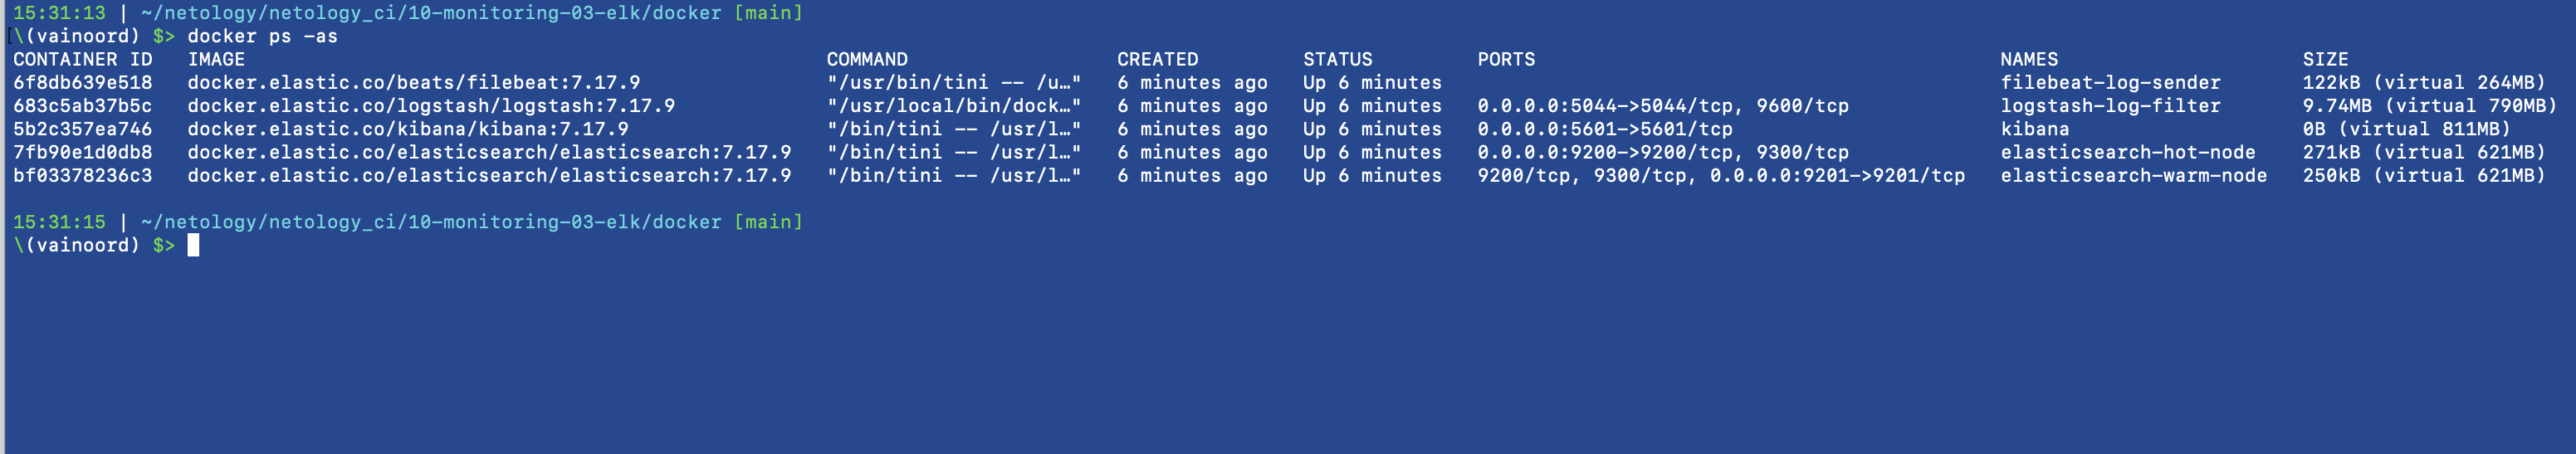 15:31:13 | ~/netology/netology_ci/10-monitoring-03-elk/docker [main]
[\(vainoord) $> docker ps -as
CONTAINER ID   IMAGE                                                  COMMAND                  CREATED         STATUS         PORTS                                        NAMES                     SIZE
6f8db639e518   docker.elastic.co/beats/filebeat:7.17.9                "/usr/bin/tini -- /u…"   6 minutes ago   Up 6 minutes                                                filebeat-log-sender       122kB (virtual 264MB)
683c5ab37b5c   docker.elastic.co/logstash/logstash:7.17.9             "/usr/local/bin/dock…"   6 minutes ago   Up 6 minutes   0.0.0.0:5044->5044/tcp, 9600/tcp             logstash-log-filter       9.74MB (virtual 790MB)
5b2c357ea746   docker.elastic.co/kibana/kibana:7.17.9                 "/bin/tini -- /usr/l…"   6 minutes ago   Up 6 minutes   0.0.0.0:5601->5601/tcp                       kibana                    0B (virtual 811MB)
7fb90e1d0db8   docker.elastic.co/elasticsearch/elasticsearch:7.17.9   "/bin/tini -- /usr/l…"   6 minutes ago   Up 6 minutes   0.0.0.0:9200->9200/tcp, 9300/tcp             elasticsearch-hot-node    271kB (virtual 621MB)
bf03378236c3   docker.elastic.co/elasticsearch/elasticsearch:7.17.9   "/bin/tini -- /usr/l…"   6 minutes ago   Up 6 minutes   9200/tcp, 9300/tcp, 0.0.0.0:9201->9201/tcp   elasticsearch-warm-node   250kB (virtual 621MB)
15:31:15 | ~/netology/netology_ci/10-monitoring-03-elk/docker [main]
\(vainoord) $>